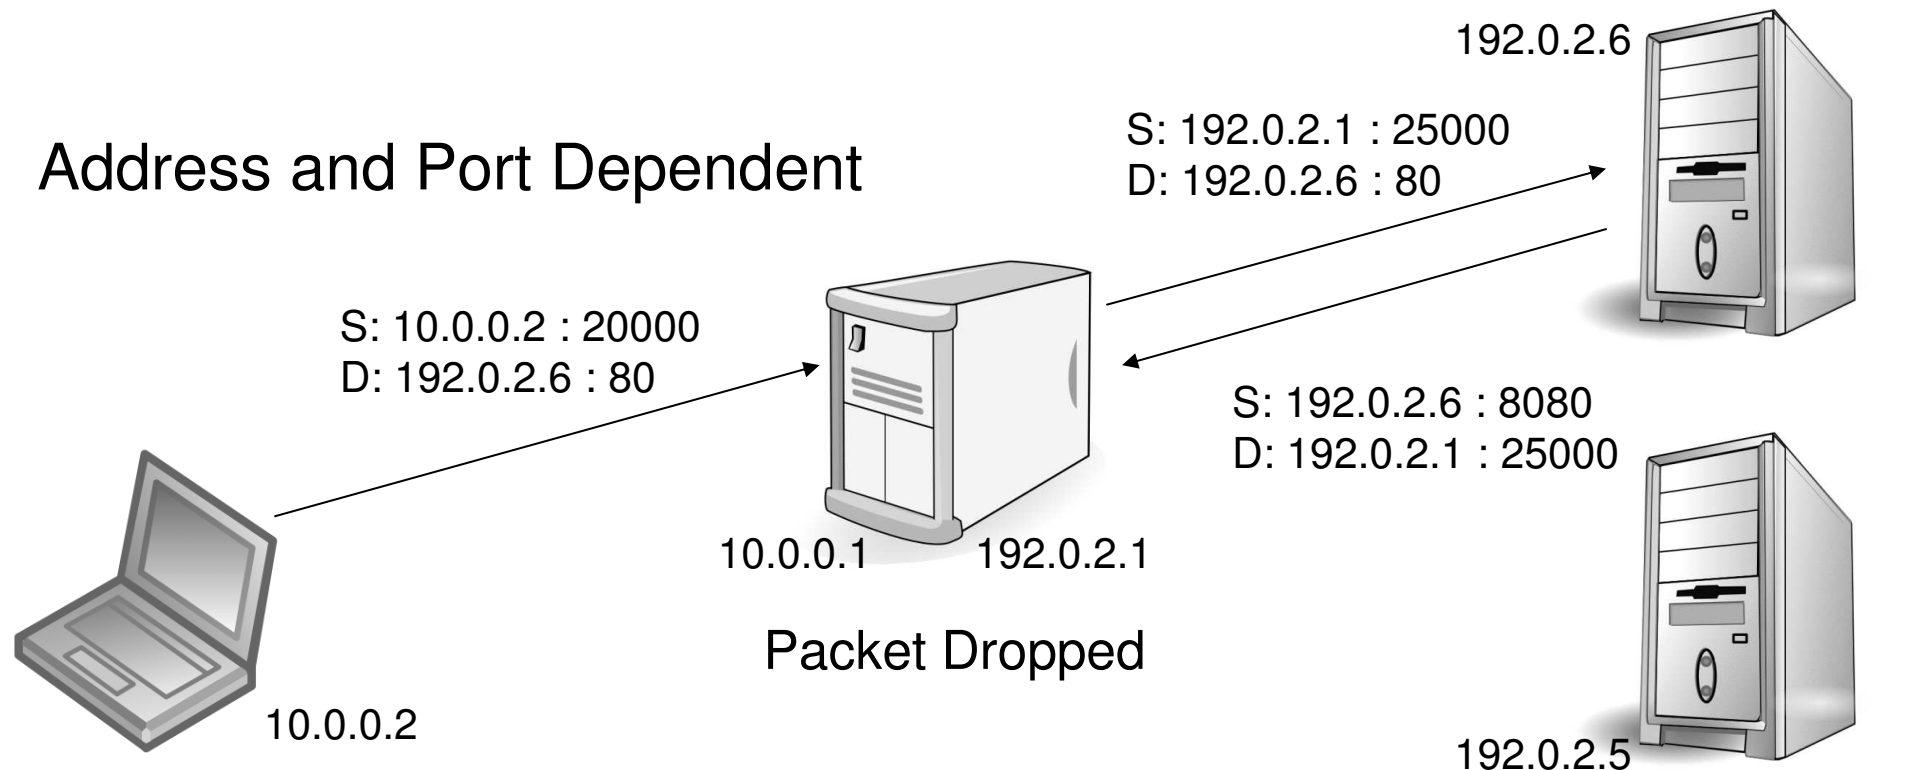 192.0.2.6
S: 192.0.2.1 : 25000
D: 192.0.2.6 : 80
Address and Port Dependent
S: 10.0.0.2 : 20000
D: 192.0.2.6 : 80
S: 192.0.2.6 : 8080
D: 192.0.2.1 : 25000
10.0.0.1
192.0.2.1
Packet Dropped
10.0.0.2
192.0.2.5